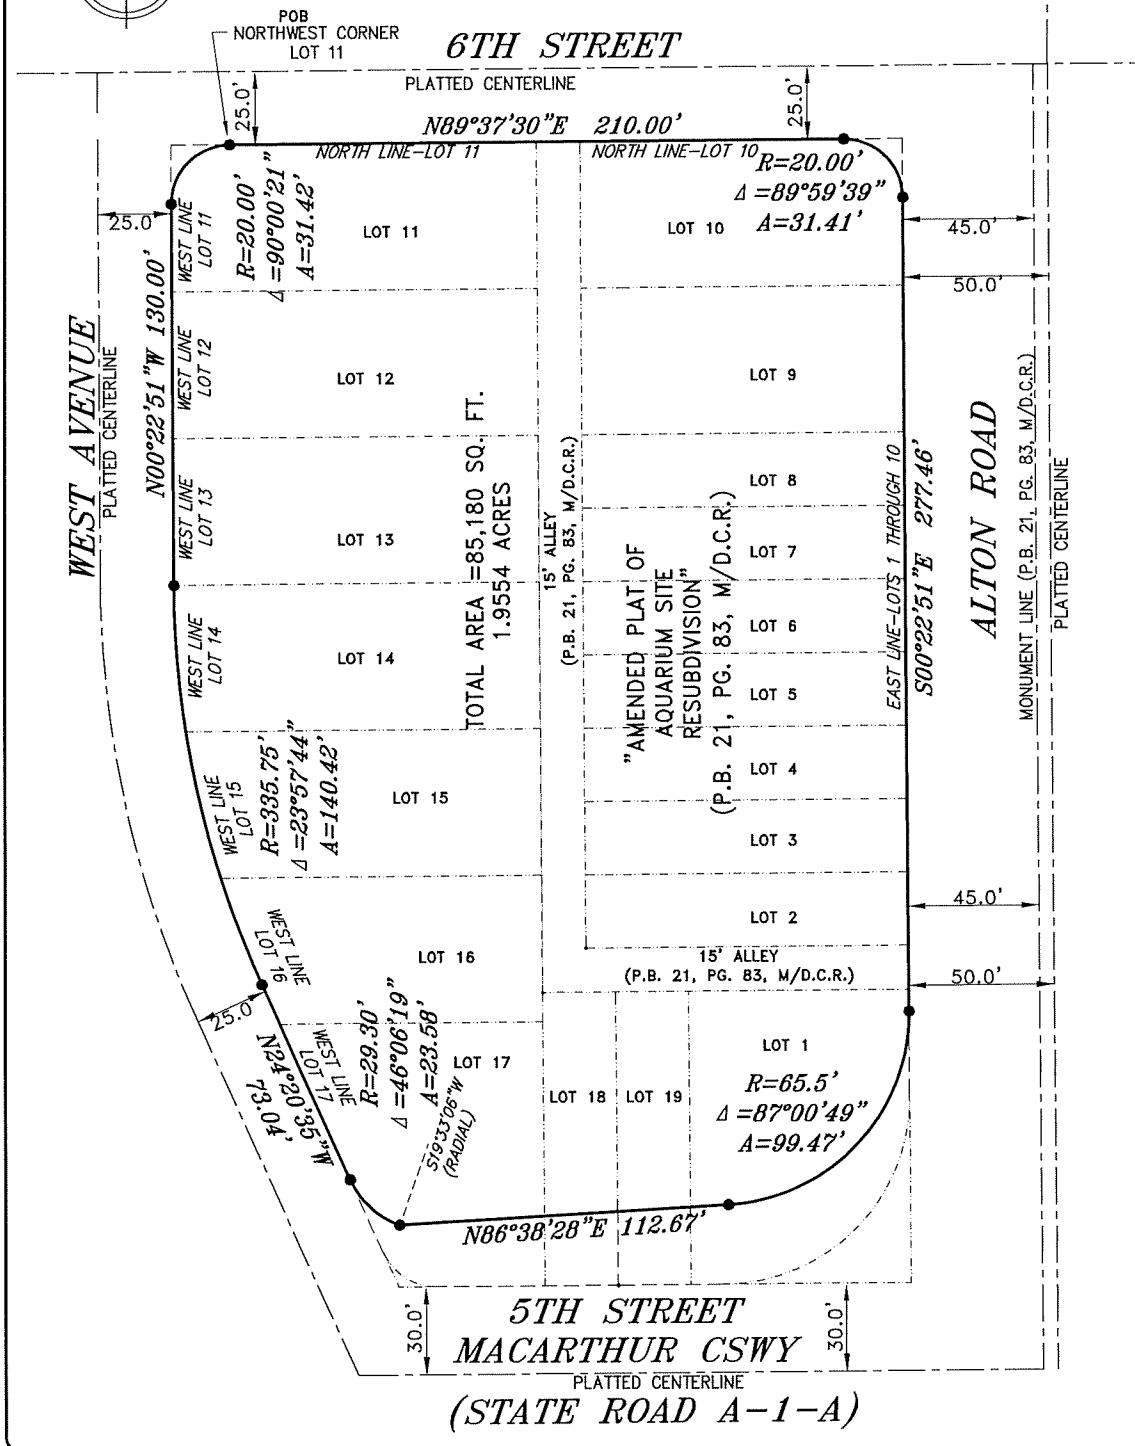 POB
NORTHWEST CORNER
LOT 11
6TH STREET
PLATTED CENTERLINE
25.0'
25.0'
N89°37'30"E 210.00'
NORTH LINE-LOT 11
NORTH LINE-LOT 10
R=20.00'
Δ=89°59'39"
A=31.41'
R=20.00'
Δ=90°00'21"
A=31.42'
25.0'
WEST LINE
LOT 11
LOT 11
LOT 10
45.0'
50.0'
N00°22'51"W 130.00'
WEST AVENUE
PLATTED CENTERLINE
WEST LINE
LOT 12
LOT 12
LOT 9
WEST LINE
LOT 13
LOT 13
TOTAL AREA =85,180 SQ. FT.
1.9554 ACRES
15' ALLEY
(P.B. 21, PG. 83, M/D.C.R.)
"AMENDED PLAT OF
AQUARIUM SITE
RESUBDIVISION"
(P.B. 21, PG. 83, M/D.C.R.)
LOT 8
LOT 7
LOT 6
LOT 5
LOT 4
LOT 3
LOT 2
EAST LINE-LOTS 1 THROUGH 10
S00°22'51"E 277.46'
ALTON ROAD
MONUMENT LINE (P.B. 21, PG. 83, M/D.C.R.)
PLATTED CENTERLINE
WEST LINE
LOT 14
LOT 14
WEST LINE
LOT 15
R=335.75'
Δ=23°57'44"
A=140.42'
LOT 15
45.0'
WEST LINE
LOT 16
LOT 16
15' ALLEY
(P.B. 21, PG. 83, M/D.C.R.)
50.0'
25.0'
N24°20'35"W
73.04'
WEST LINE
LOT 17
R=29.30'
Δ=46°06'19"
A=23.58'
S19°33'06"W
(RADIAL)
LOT 17
LOT 18
LOT 19
LOT 1
R=65.5'
Δ=87°00'49"
A=99.47'
N86°38'28"E 112.67'
30.0'
5TH STREET
MACARTHUR CSWY
30.0'
PLATTED CENTERLINE
(STATE ROAD A-1-A)